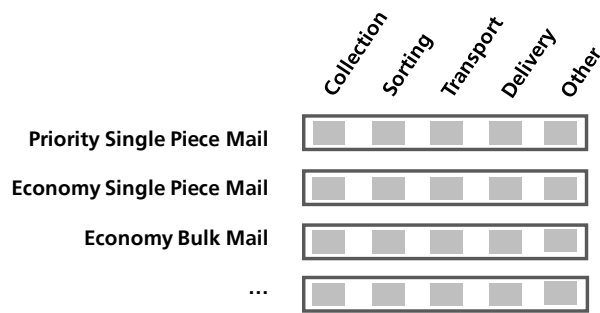 Collection
Sorting
Transport
Delivery
Other
Priority Single Piece Mail
Economy Single Piece Mail
Economy Bulk Mail
...